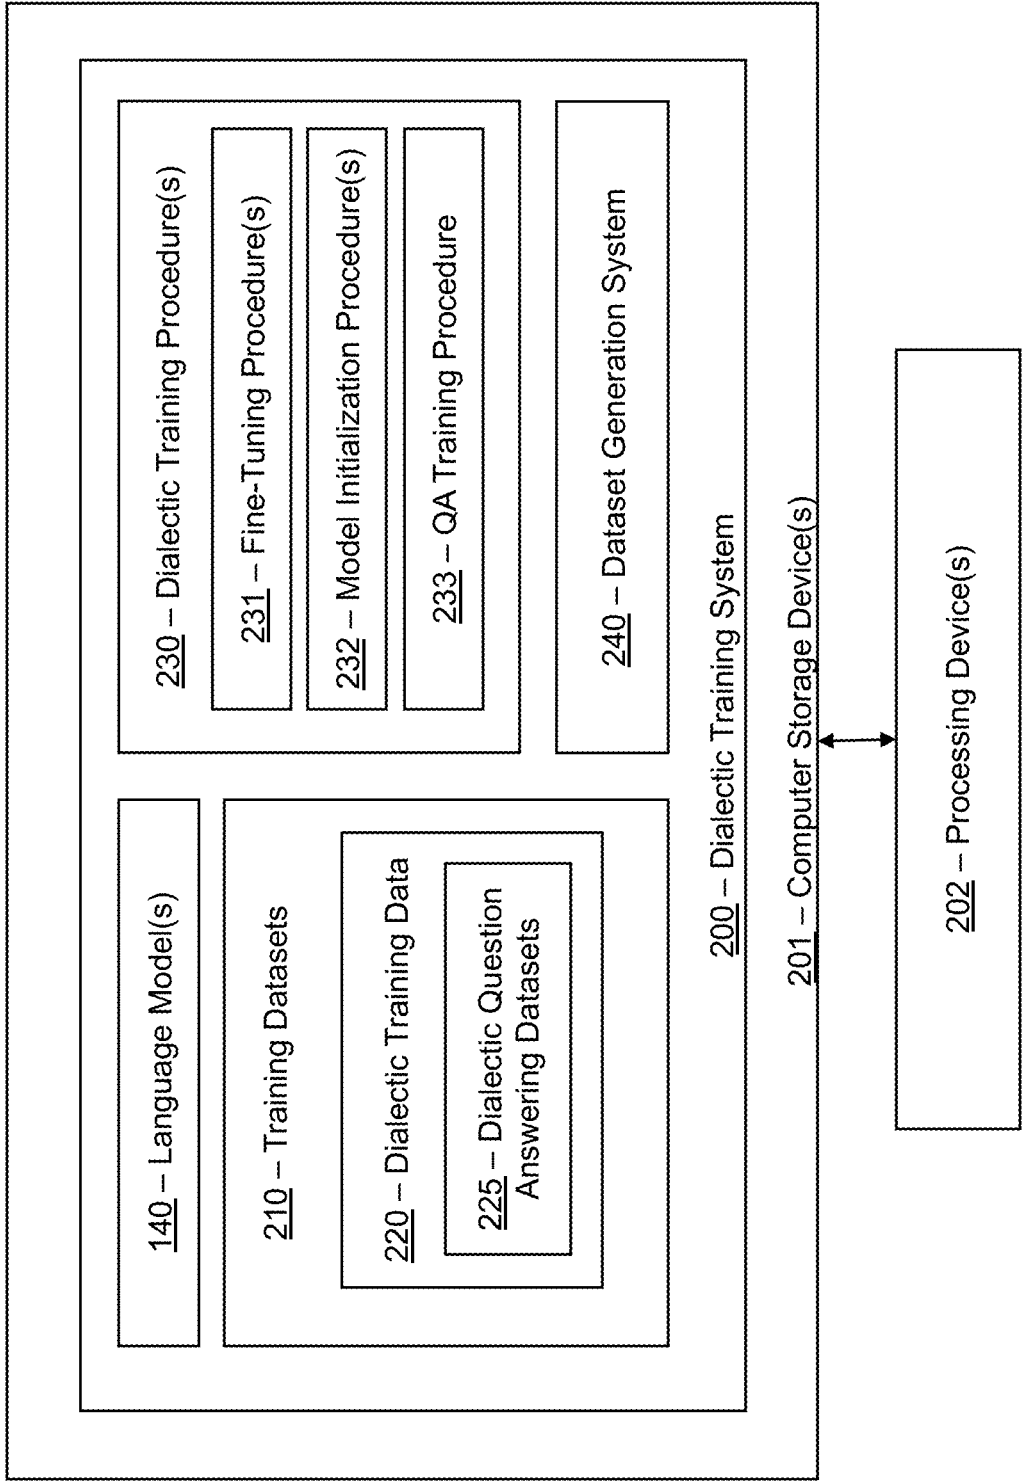 140 – Language Model(s)
210 – Training Datasets
220 – Dialectic Training Data
225 – Dialectic Question
Answering Datasets
230 – Dialectic Training Procedure(s)
231 – Fine-Tuning Procedure(s)
232 – Model Initialization Procedure(s)
233 – QA Training Procedure
240 – Dataset Generation System
200 – Dialectic Training System
201 – Computer Storage Device(s)
202 – Processing Device(s)